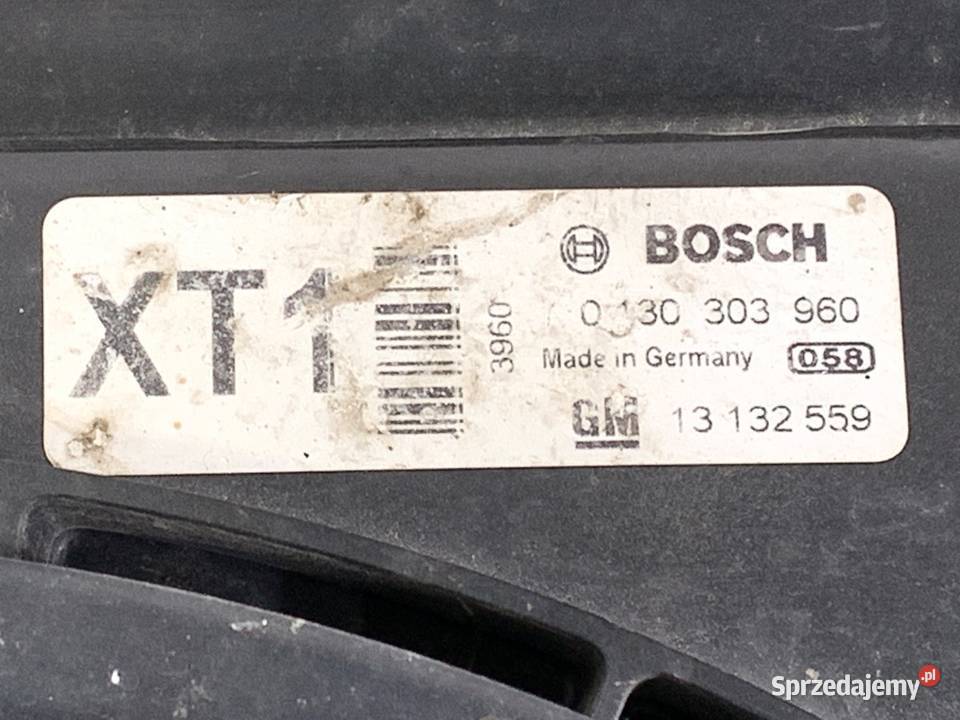 XT1
3960
BOSCH
0 130 303 960
Made in Germany 058
GM 13 132 559
Sprzedajemy.pl